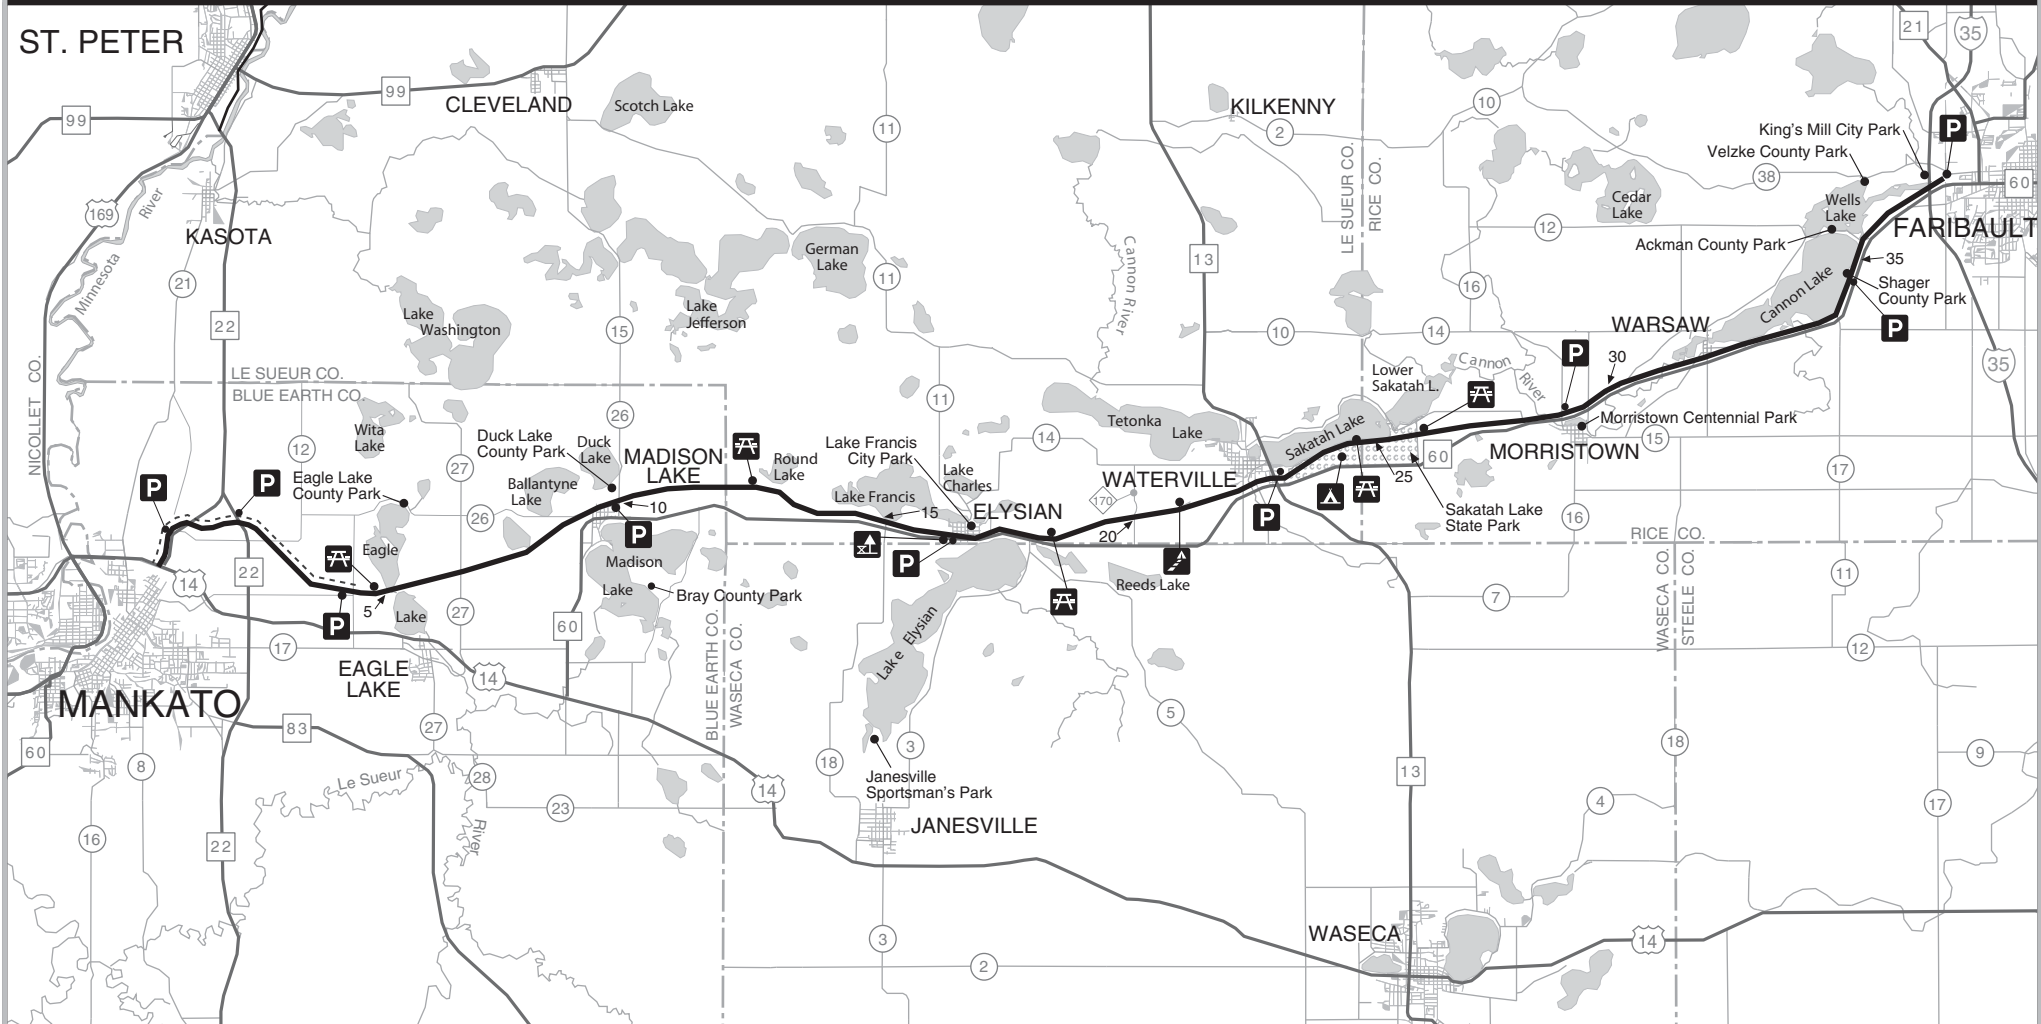 ST. PETER
99
99
CLEVELAND
Scotch Lake
11
KILKENNY
2
10
21
35
P
King's Mill City Park
Velzke County Park
38
60
169
River
Minnesota
KASOTA
21
22
Lake
Washington
15
Lake
Jefferson
German
Lake
11
Cannon River
13
LE SUEUR CO.
RICE CO.
Cedar
Lake
12
Wells
Lake
FARIBAULT
Ackman County Park
35
Shager
County Park
P
Cannon Lake
16
10
14
WARSAW
P
30
35
NICOLLET CO.
LE SUEUR CO.
BLUE EARTH CO.
Wita
Lake
12
27
26
Duck Lake
County Park
Duck
Lake
MADISON
LAKE
Round
Lake
Lake Francis
City Park
11
14
Tetonka
Lake
Lower
Sakatah L.
Cannon
River
Sakatah Lake
Morristown Centennial Park
15
MORRISTOWN
60
17
P
P
Eagle Lake
County Park
Ballantyne
Lake
26
10
P
Lake Francis
15
Lake
Charles
ELYSIAN
WATERVILLE
170
20
P
25
Sakatah Lake
State Park
16
RICE CO.
14
22
Eagle
Lake
5
P
27
Madison
Lake
Bray County Park
P
Reeds Lake
7
11
WASECA CO.
STEELE CO.
17
EAGLE
LAKE
14
60
BLUE EARTH CO.
WASECA CO.
Lake Elysian
12
MANKATO
83
27
5
60
8
Le Sueur
River
28
23
14
18
3
Janesville
Sportsman's Park
JANESVILLE
13
18
9
4
17
16
22
3
2
WASECA
14